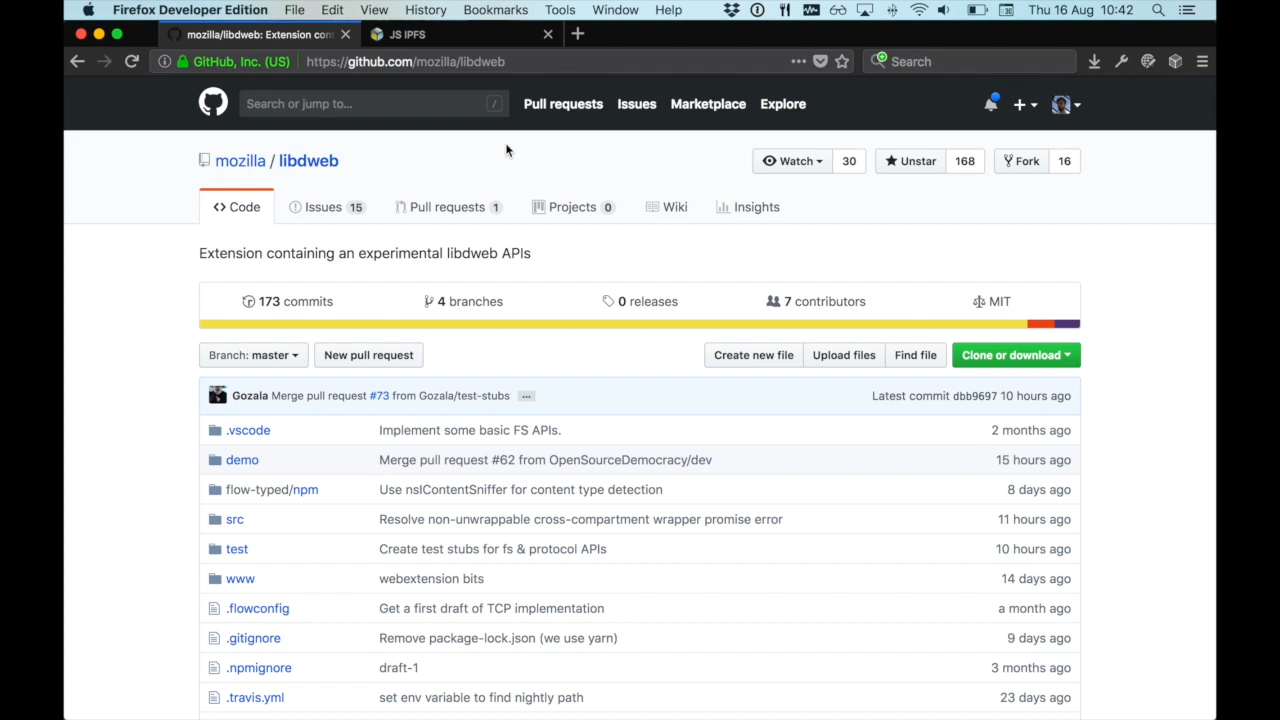 Firefox Developer Edition File Edit View History Bookmarks Tools Window Help Thu 16 Aug 10:42
mozilla/libdweb: Extension con JS IPFS
GitHub, Inc. (US) https://github.com/mozilla/libdweb Search
Search or jump to... / Pull requests Issues Marketplace Explore
mozilla / libdweb Watch 30 Unstar 168 Fork 16
Code Issues 15 Pull requests 1 Projects 0 Wiki Insights
Extension containing an experimental libdweb APIs
173 commits 4 branches 0 releases 7 contributors MIT
Branch: master New pull request Create new file Upload files Find file Clone or download
Gozala Merge pull request #73 from Gozala/test-stubs ... Latest commit dbb9697 10 hours ago
.vscode Implement some basic FS APIs. 2 months ago
demo Merge pull request #62 from OpenSourceDemocracy/dev 15 hours ago
flow-typed/npm Use nsIContentSniffer for content type detection 8 days ago
src Resolve non-unwrappable cross-compartment wrapper promise error 11 hours ago
test Create test stubs for fs & protocol APIs 10 hours ago
www webextension bits 14 days ago
.flowconfig Get a first draft of TCP implementation a month ago
.gitignore Remove package-lock.json (we use yarn) 9 days ago
.npmignore draft-1 3 months ago
.travis.yml set env variable to find nightly path 23 days ago